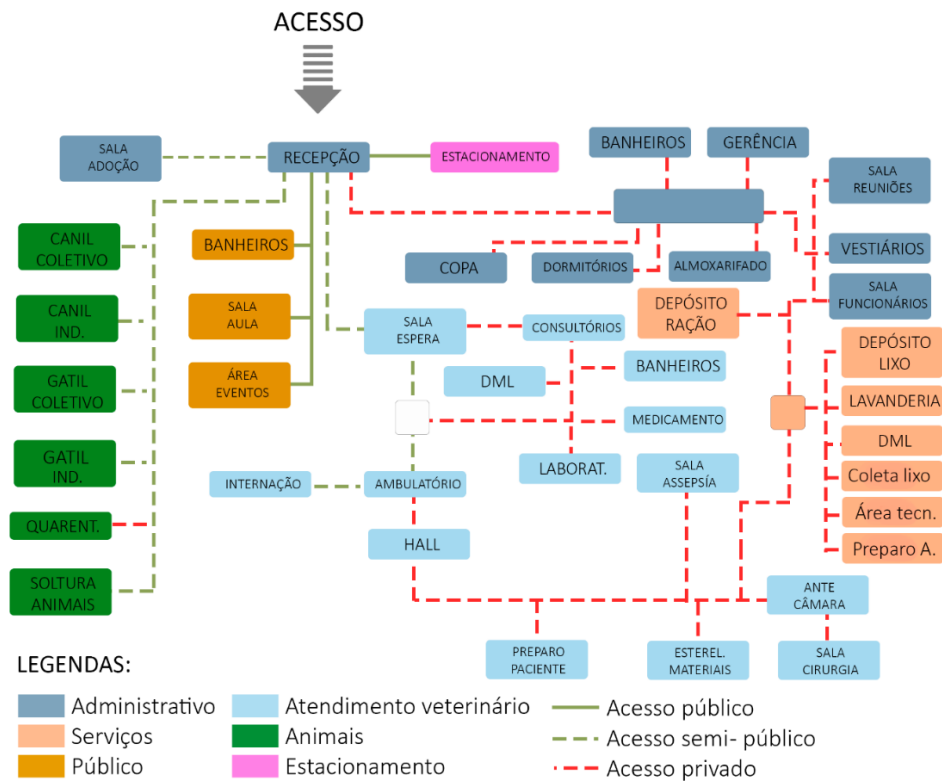 ACESSO
SALA
ADOÇÃO
RECEPÇÃO
ESTACIONAMENTO
BANHEIROS
GERÊNCIA
SALA
REUNIÕES
CANIL
COLETIVO
BANHEIROS
VESTIÁRIOS
COPA
DORMITÓRIOS
ALMOXARIFADO
SALA
FUNCIONÁRIOS
CANIL
IND.
SALA
AULA
SALA
ESPERA
CONSULTÓRIOS
DEPÓSITO
RAÇÃO
DEPÓSITO
LIXO
GATIL
COLETIVO
ÁREA
EVENTOS
DML
BANHEIROS
LAVANDERIA
MEDICAMENTO
DML
GATIL
IND.
INTERNAÇÃO
AMBULATÓRIO
LABORAT.
SALA
ASSEPSÍA
Coleta lixo
QUARENT.
HALL
Área tecn.
Preparo A.
SOLTURA
ANIMAIS
ANTE
CÂMARA
PREPARO
PACIENTE
ESTEREL.
MATERIAIS
SALA
CIRURGIA
LEGENDAS:
Administrativo
Atendimento veterinário
Acesso público
Serviços
Animais
Acesso semi- público
Público
Estacionamento
Acesso privado